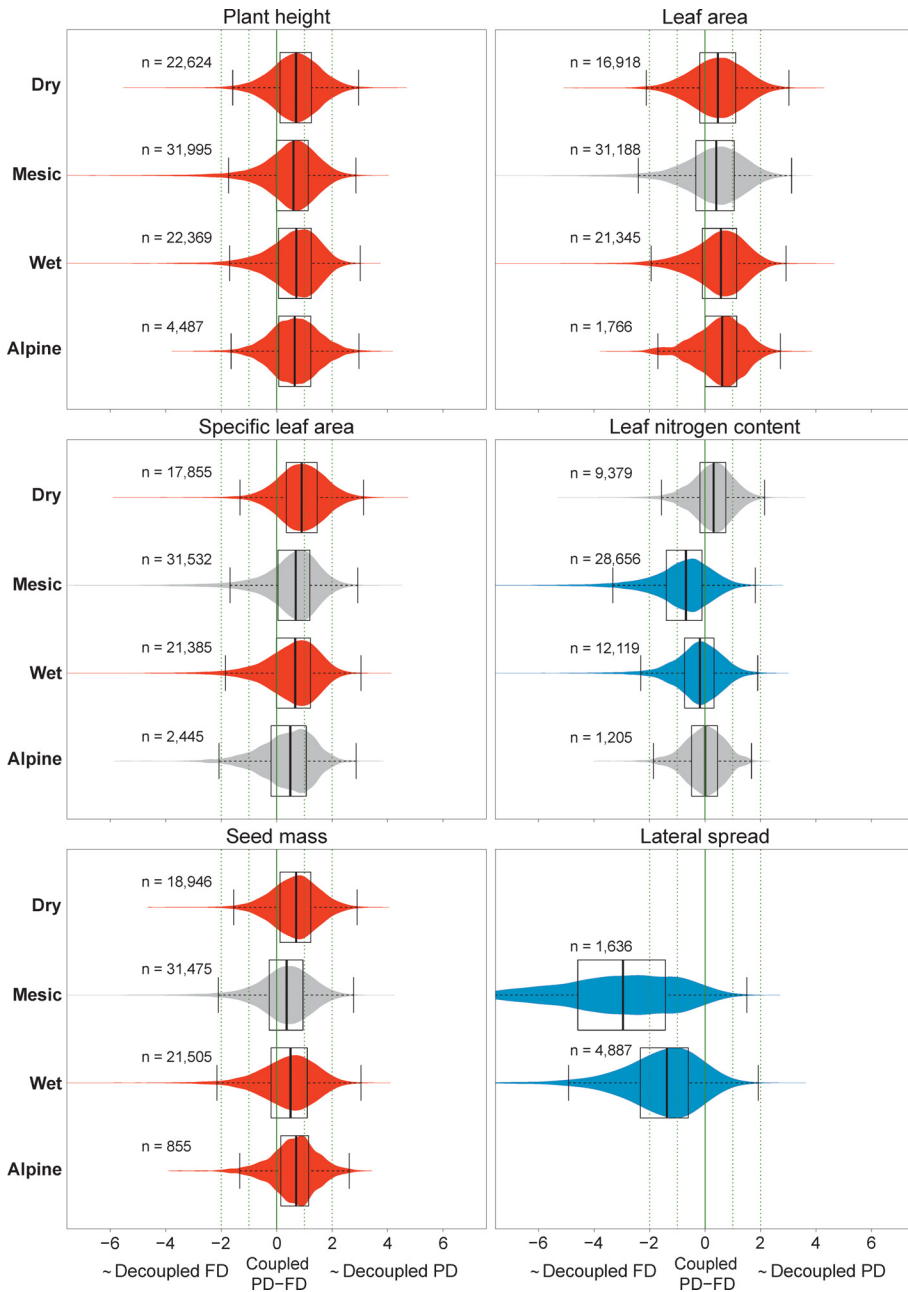 Plant height
Leaf area
Dry
n = 22,624
n = 16,918
Mesic
n = 31,995
n = 31,188
Wet
n = 22,369
n = 21,345
Alpine
n = 4,487
n = 1,766
Specific leaf area
Leaf nitrogen content
Dry
n = 17,855
n = 9,379
Mesic
n = 31,532
n = 28,656
Wet
n = 21,385
n = 12,119
Alpine
n = 2,445
n = 1,205
Seed mass
Lateral spread
Dry
n = 18,946
Mesic
n = 31,475
n = 1,636
Wet
n = 21,505
n = 4,887
Alpine
n = 855
−6 −4 −2 0 2 4 6
−6 −4 −2 0 2 4 6
~ Decoupled FD Coupled PD−FD ~ Decoupled PD
~ Decoupled FD Coupled PD−FD ~ Decoupled PD